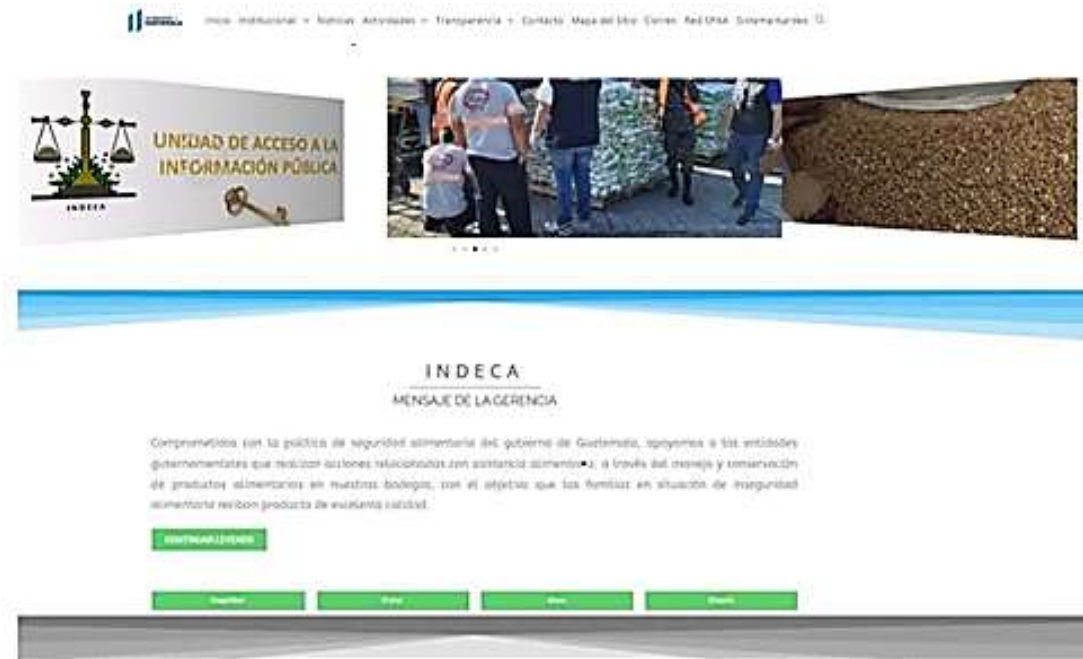 GUATEMALA
Inicio Institucional Noticias Actividades Transparencia Contacto Mapa del Sitio Correo Red Sistema
UNIDAD DE ACCESO A LA
INFORMACIÓN PÚBLICA
INDECA
INDECA
MENSAJE DE LA GERENCIA
Comprometidos con la política de seguridad alimentaria del gobierno de Guatemala, apoyamos a las entidades
gubernamentales que realizan acciones relacionadas con asistencia alimentaria, a través del manejo y conservación
de productos alimentarios en nuestras bodegas, con el objetivo que las familias en situación de inseguridad
alimentaria reciban producto de excelente calidad.
CONTINUAR LEYENDO